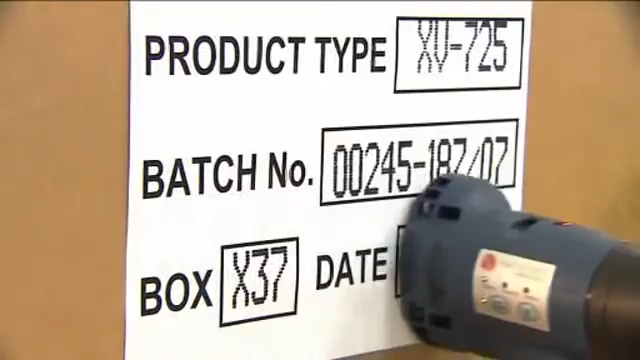 PRODUCT TYPE XV-725
BATCH No. 00245-187/07
BOX X37 DATE